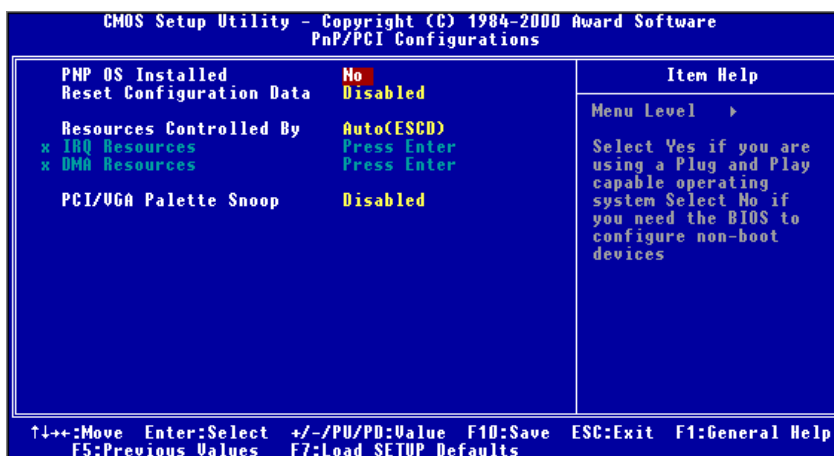 CMOS Setup Utility - Copyright (C) 1984-2000 Award Software
PnP/PCI Configurations
PNP OS Installed No
Reset Configuration Data Disabled
Resources Controlled By Auto(ESCD)
x IRQ Resources Press Enter
x DMA Resources Press Enter
PCI/VGA Palette Snoop Disabled
Item Help
Menu Level ▸
Select Yes if you are
using a Plug and Play
capable operating
system Select No if
you need the BIOS to
configure non-boot
devices
↑↓→←:Move Enter:Select +/-/PU/PD:Value F10:Save ESC:Exit F1:General Help
F5:Previous Values F7:Load SETUP Defaults